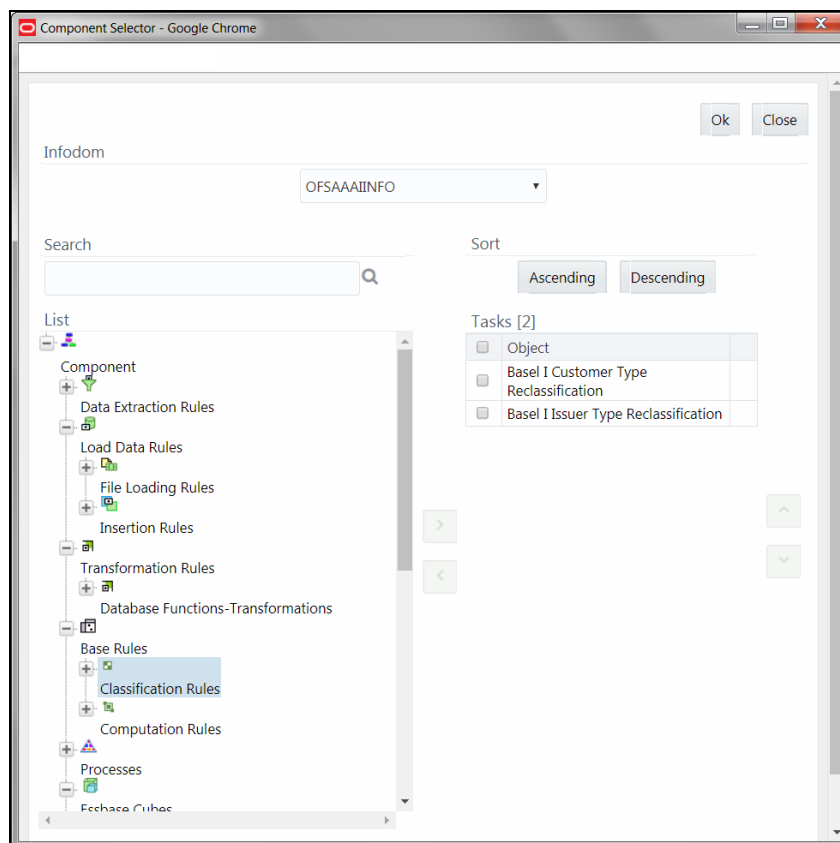 Component Selector - Google Chrome
Ok
Close
Infodom
OFSAAAIINFO
Search
List
Component
Data Extraction Rules
Load Data Rules
File Loading Rules
Insertion Rules
Transformation Rules
Database Functions-Transformations
Base Rules
Classification Rules
Computation Rules
Processes
Essbase Cubes
Sort
Ascending
Descending
Tasks [2]
Object
Basel I Customer Type
Reclassification
Basel I Issuer Type Reclassification